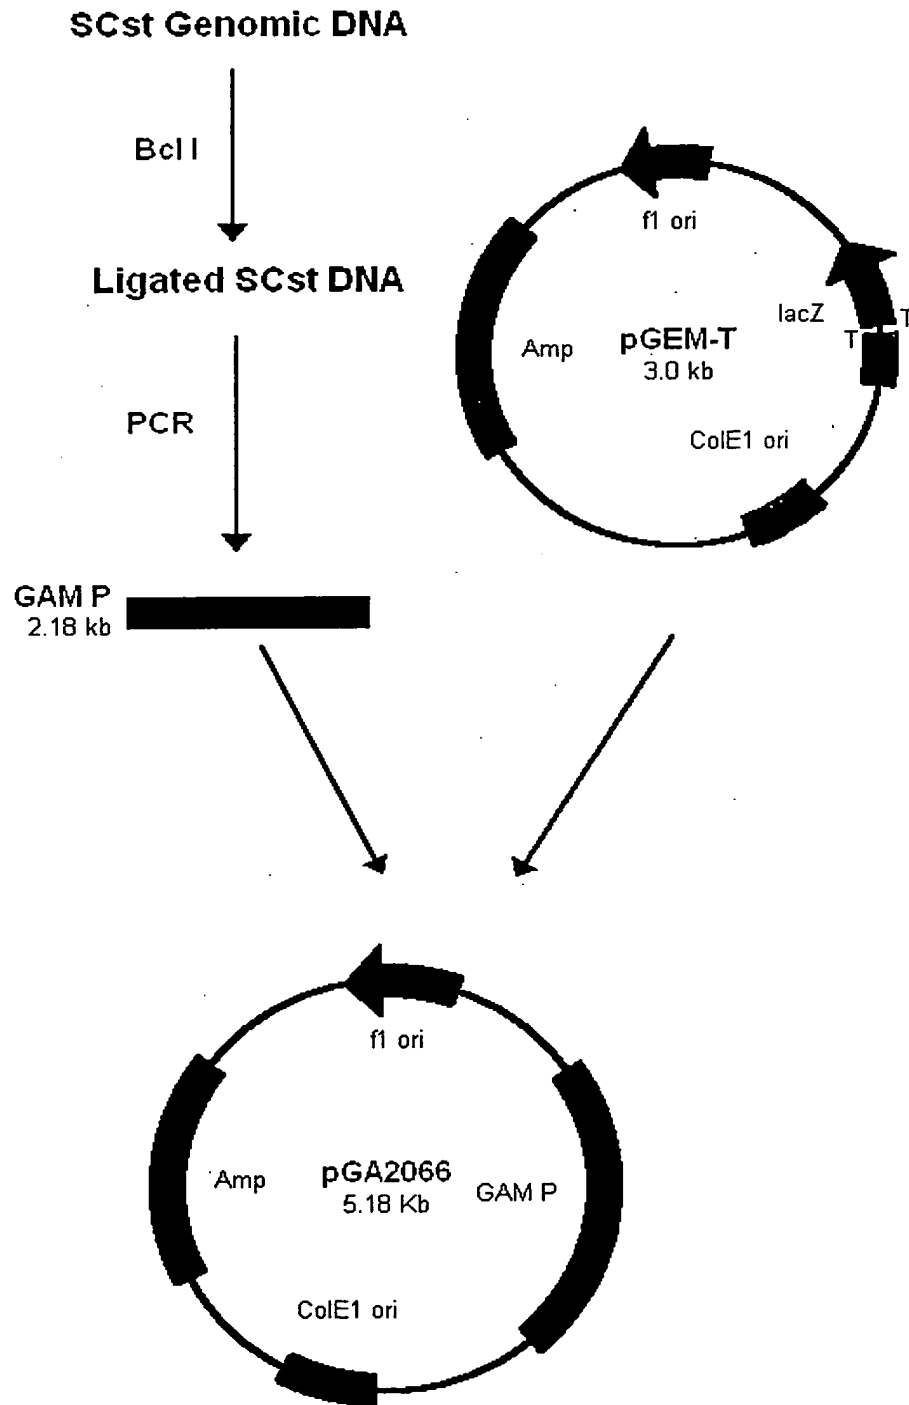 SCst Genomic DNA
Bcl I
Ligated SCst DNA
PCR
GAM P
2.18 kb
f1 ori
lacZ
T
T
Amp
pGEM-T
3.0 kb
ColE1 ori
f1 ori
Amp
pGA2066
5.18 Kb
GAM P
ColE1 ori